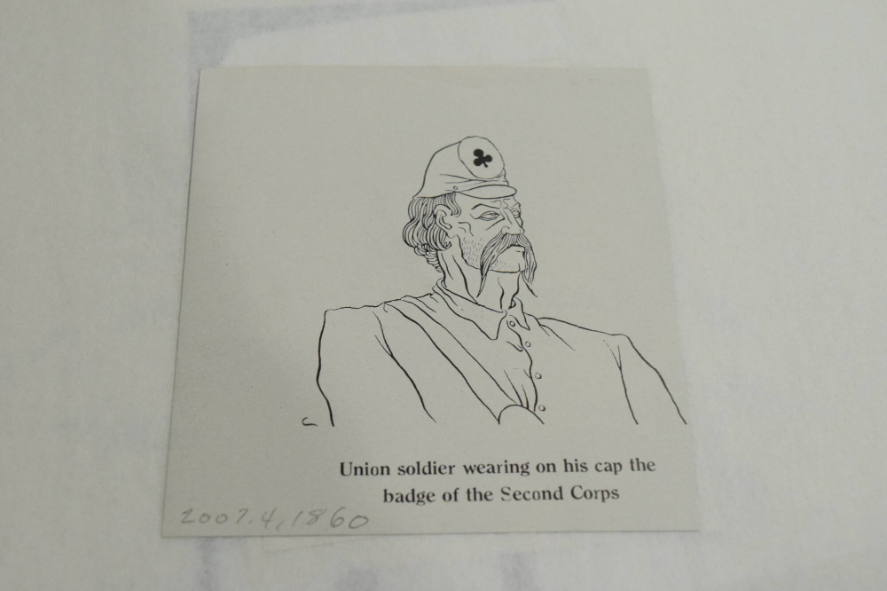 Union soldier wearing on his cap the
badge of the Second Corps
2007.4,1860